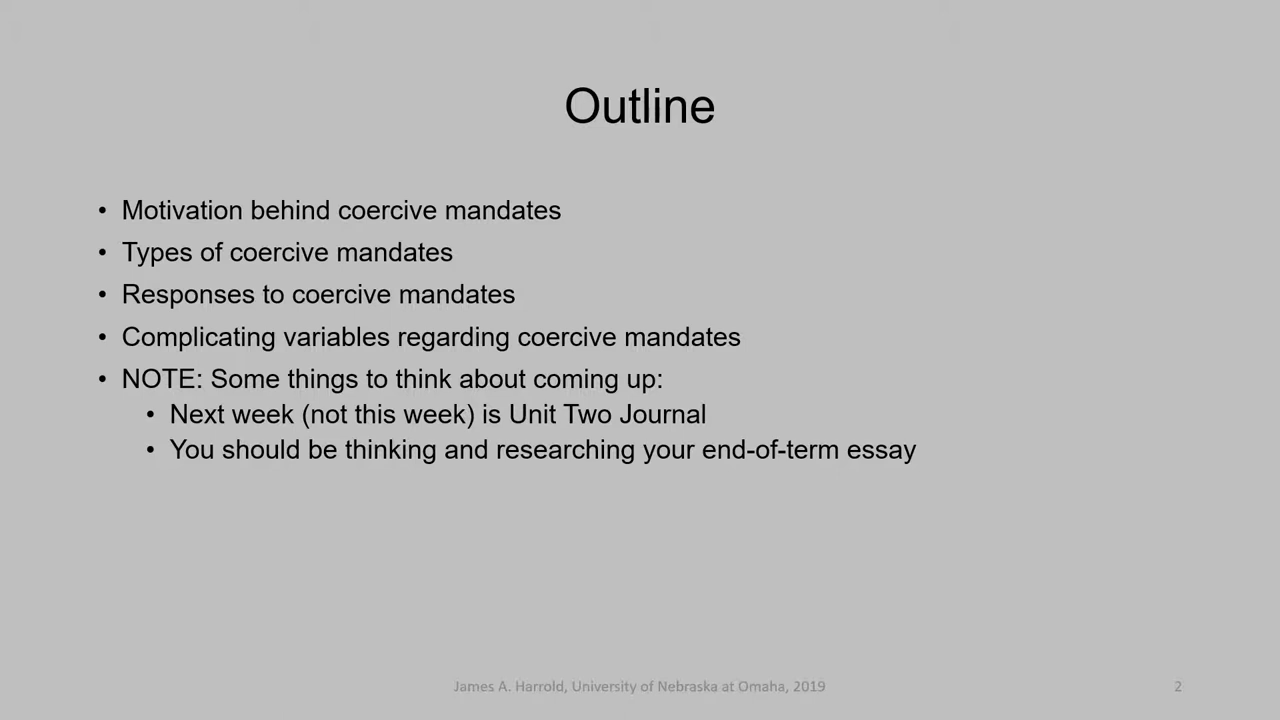 Outline
• Motivation behind coercive mandates
• Types of coercive mandates
• Responses to coercive mandates
• Complicating variables regarding coercive mandates
• NOTE: Some things to think about coming up:
• Next week (not this week) is Unit Two Journal
• You should be thinking and researching your end-of-term essay
James A. Harrold, University of Nebraska at Omaha, 2019
2